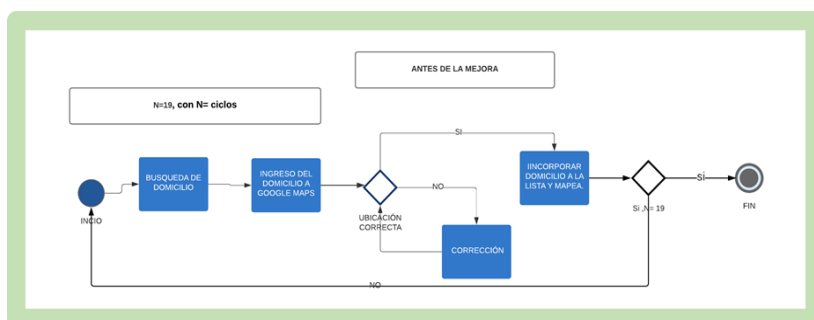 ANTES DE LA MEJORA
N=19, con N= ciclos
INCIO
BUSQUEDA DE
DOMICILIO
INGRESO DEL
DOMICILIO A
GOOGLE MAPS
UBICACIÓN
CORRECTA
SI
NO
CORRECCIÓN
IINCORPORAR
DOMICILIO A LA
LISTA Y MAPEA.
Si ,N= 19
SI
FIN
NO